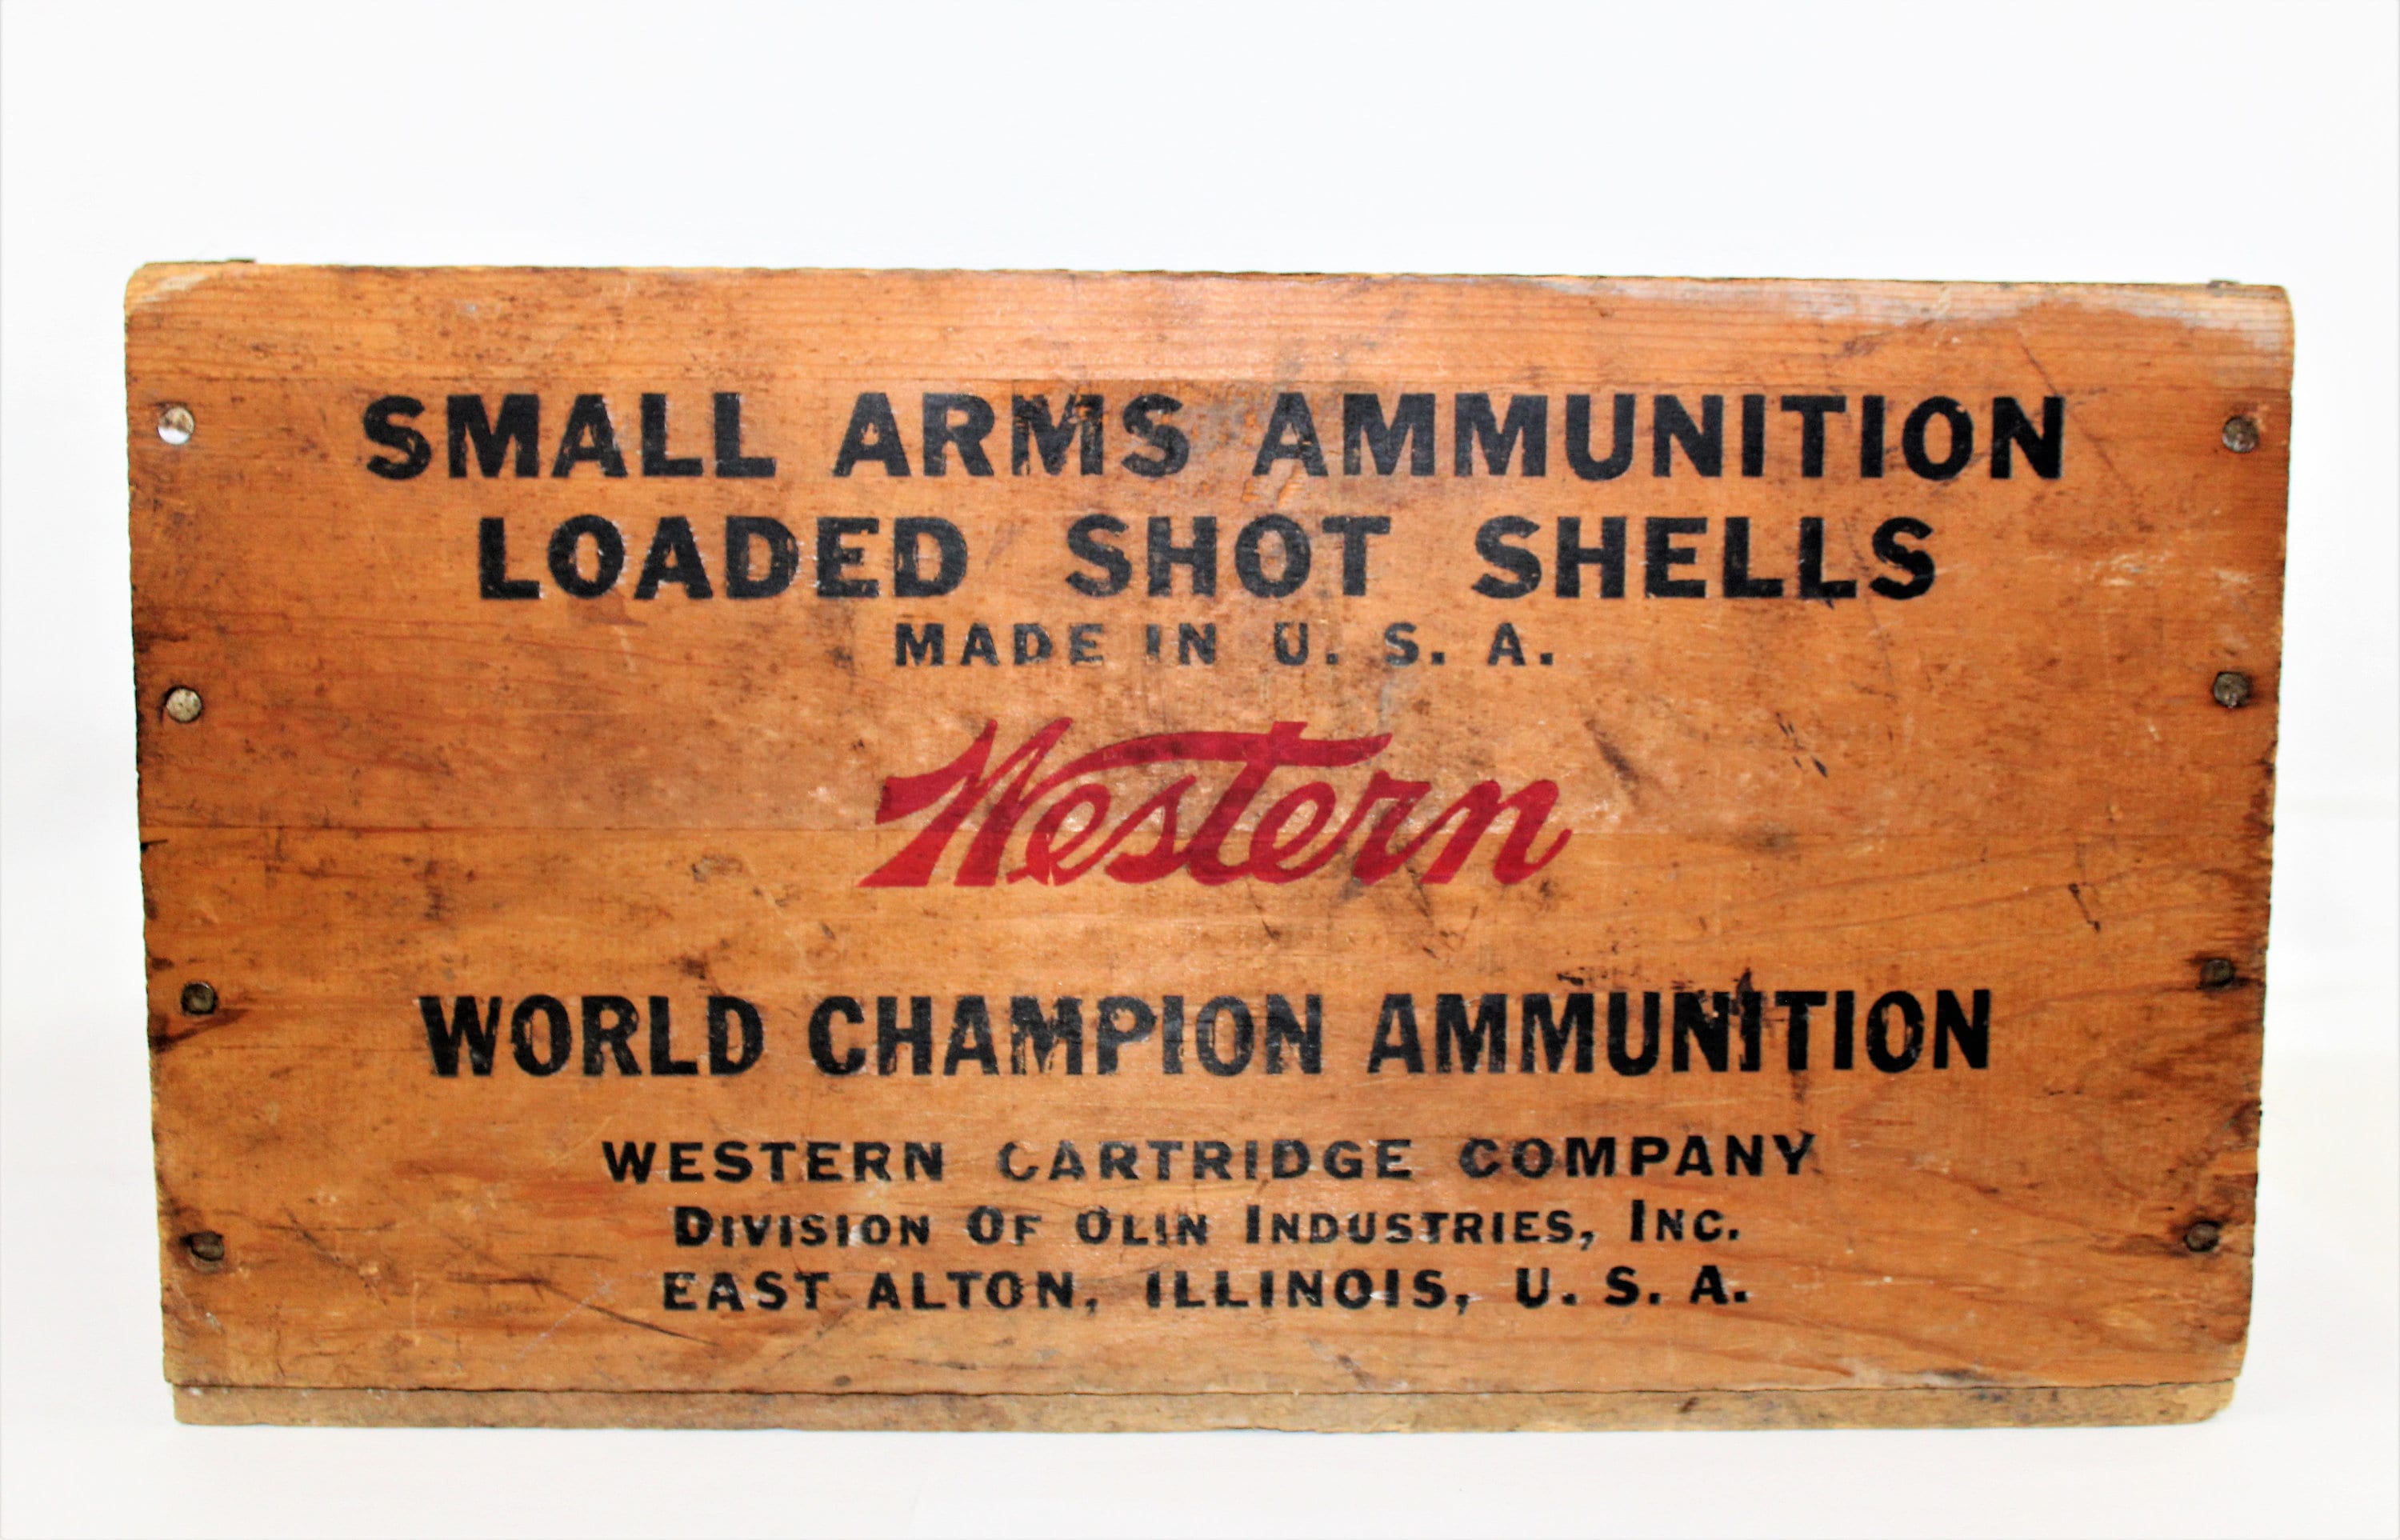 SMALL ARMS AMMUNITION
LOADED SHOT SHELLS
MADE IN U. S. A.
Western
WORLD CHAMPION AMMUNITION
WESTERN CARTRIDGE COMPANY
DIVISION OF OLIN INDUSTRIES, INC.
EAST ALTON, ILLINOIS, U. S. A.